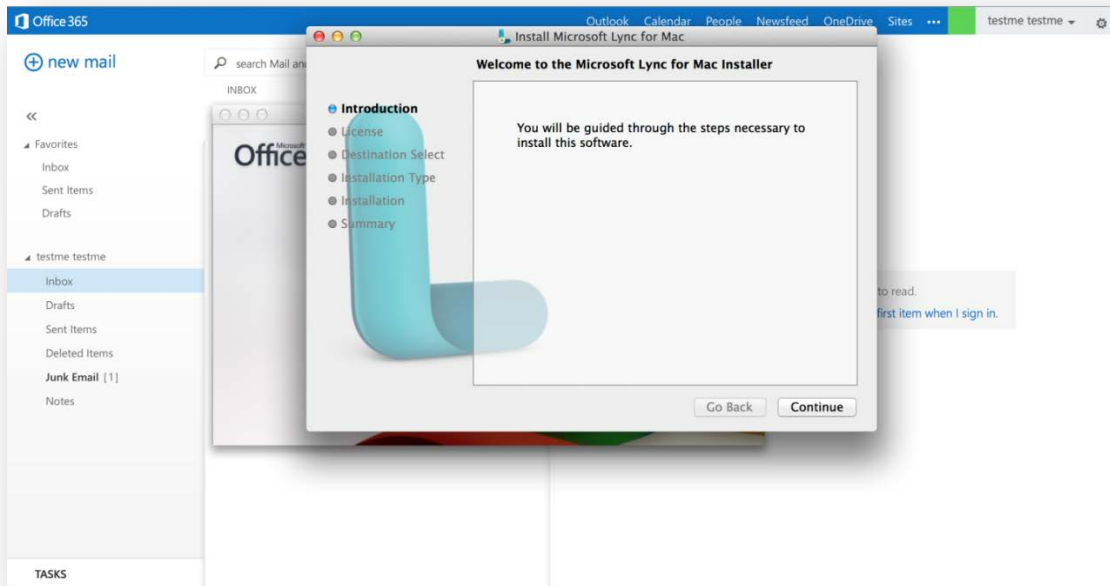 Office 365
Outlook Calendar People Newsfeed OneDrive Sites ••• testme testme
new mail
search Mail an
INBOX
Favorites
Inbox
Sent Items
Drafts
testme testme
Inbox
Drafts
Sent Items
Deleted Items
Junk Email [1]
Notes
TASKS
Microsoft
Office
Install Microsoft Lync for Mac
Welcome to the Microsoft Lync for Mac Installer
Introduction
License
Destination Select
Installation Type
Installation
Summary
You will be guided through the steps necessary to
install this software.
Go Back Continue
to read.
first item when I sign in.